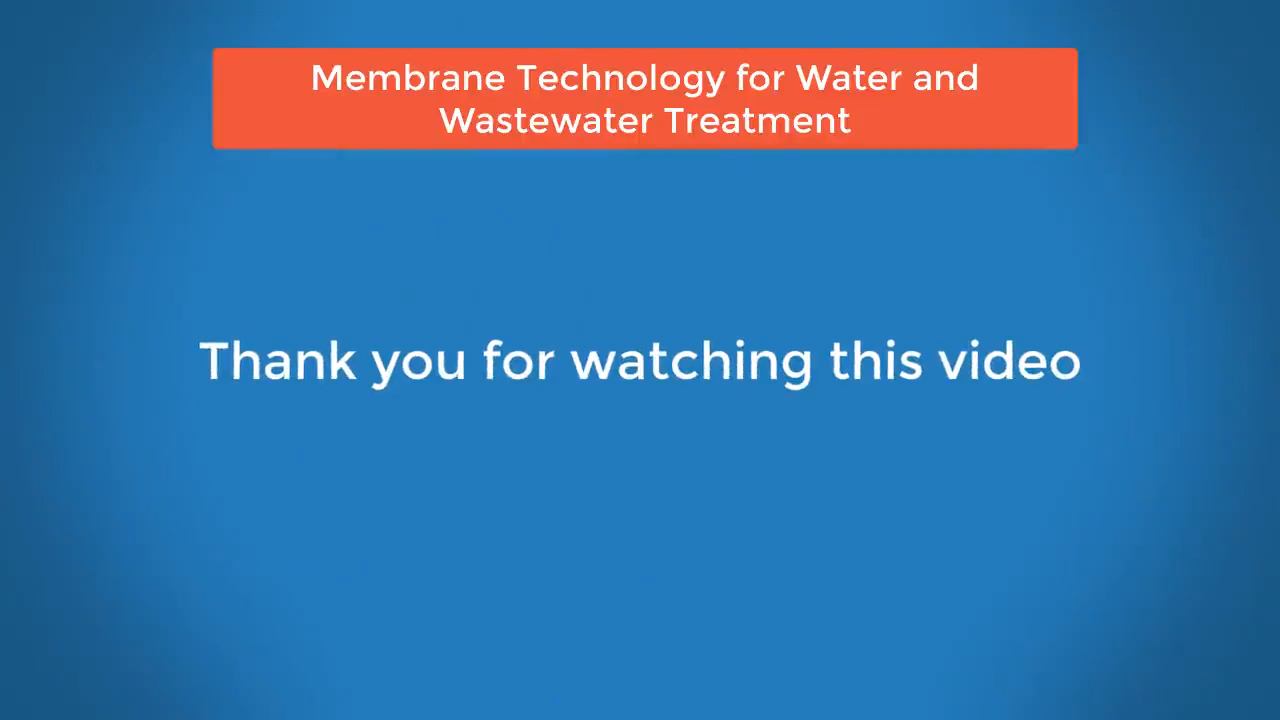 Membrane Technology for Water and
Wastewater Treatment
Thank you for watching this video